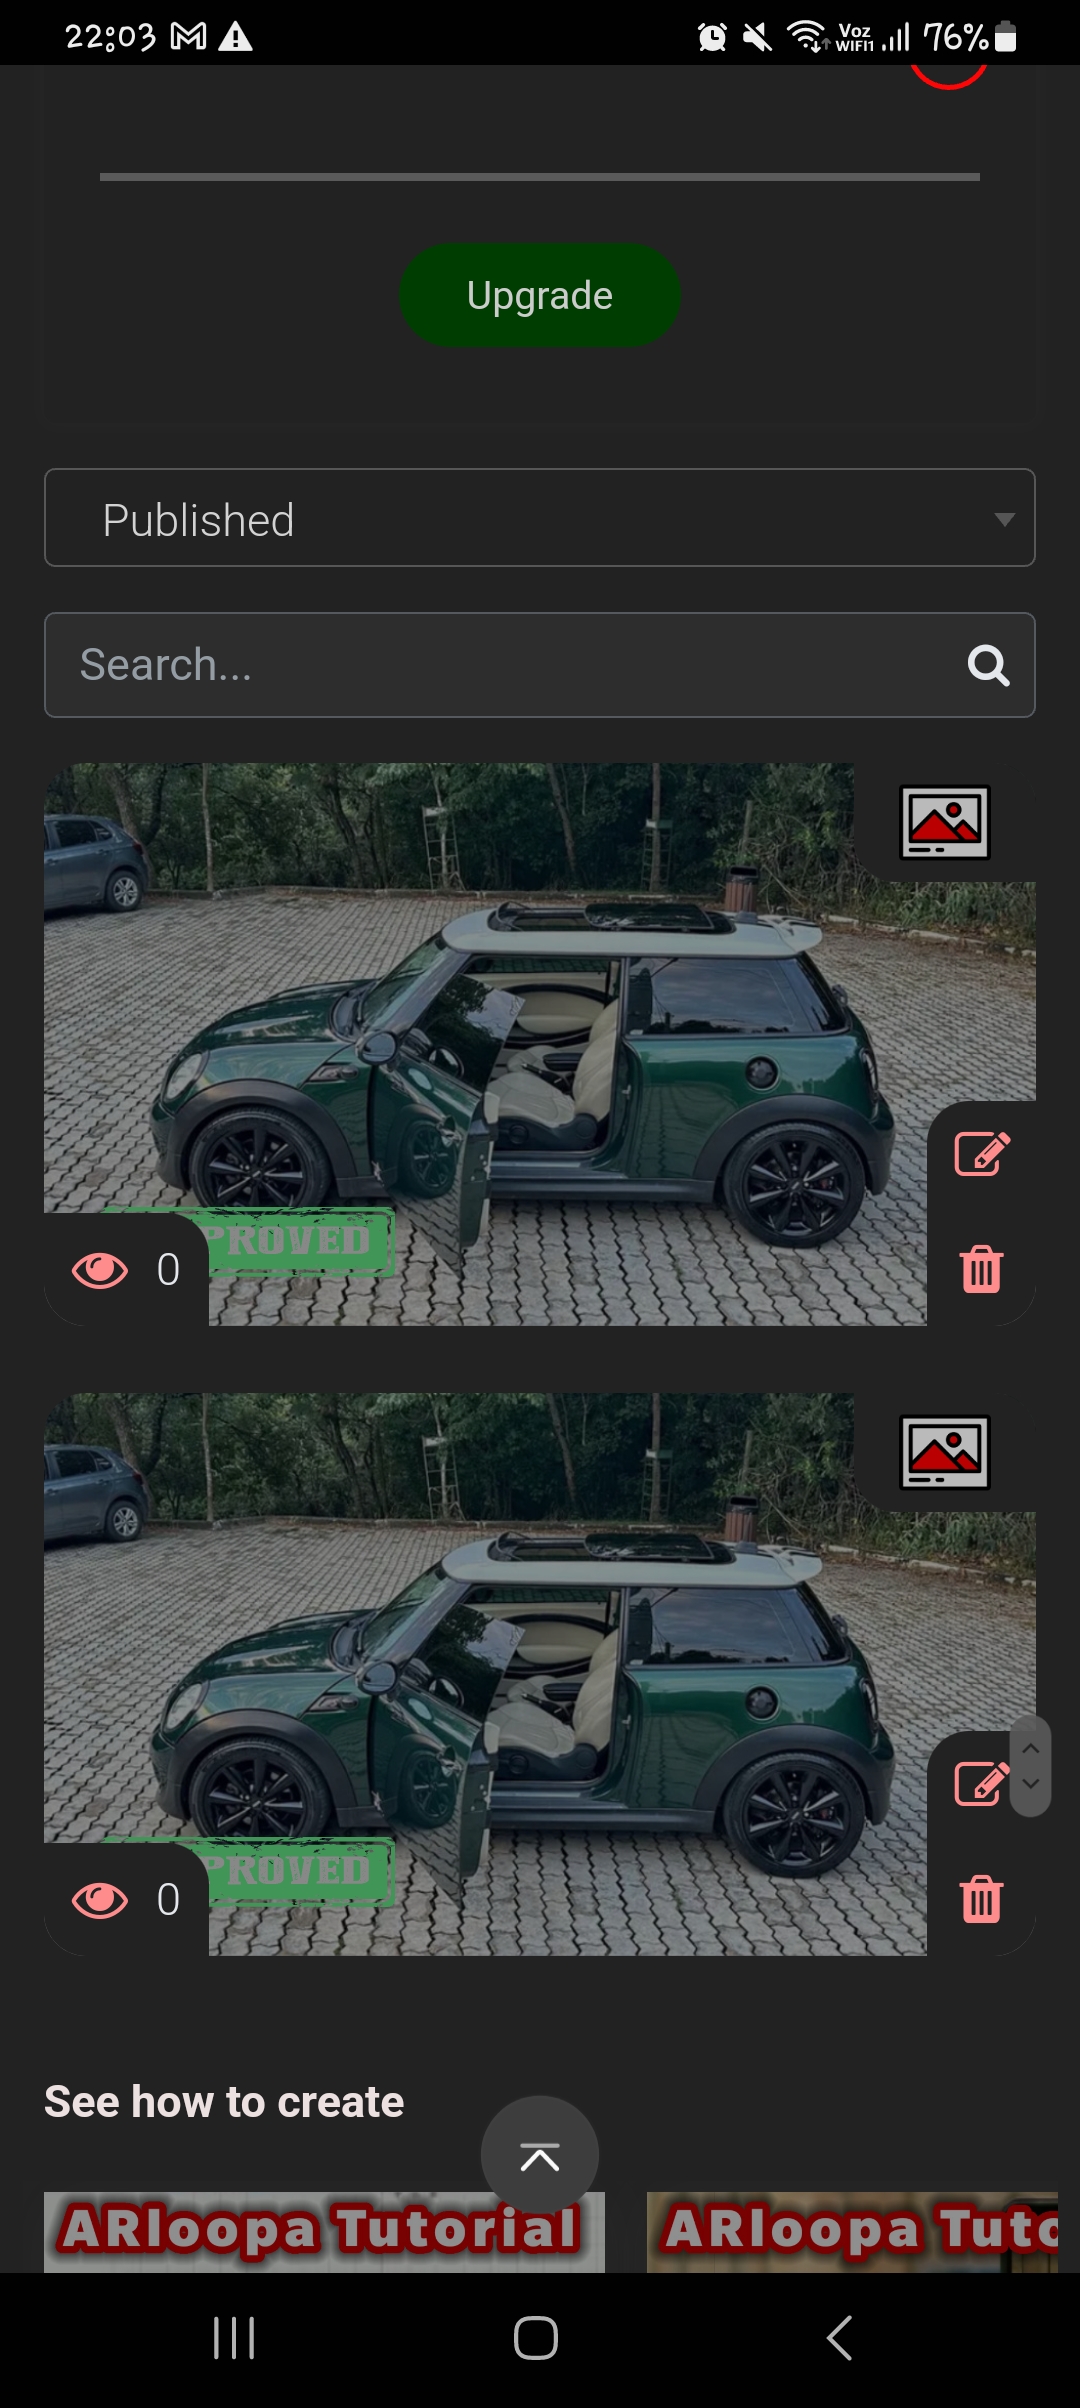 22:03
Voz
WIFI1
76%
Upgrade
Published
Search...
PROVED
0
PROVED
0
See how to create
ARloopa Tutorial
ARloopa Tuto